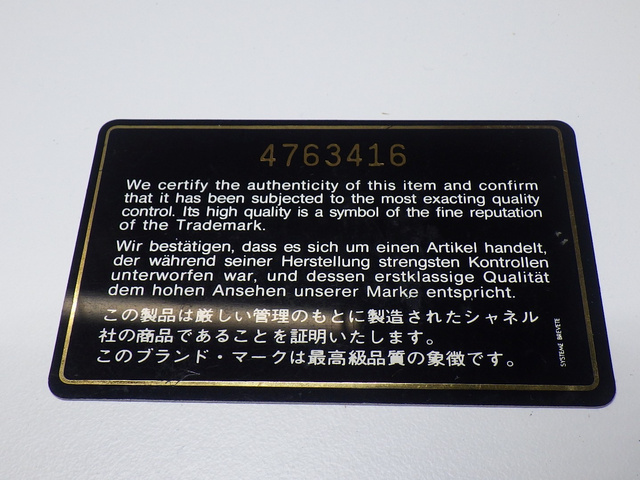 4763416
We certify the authenticity of this item and confirm
that it has been subjected to the most exacting quality
control. Its high quality is a symbol of the fine reputation
of the Trademark.
Wir bestätigen, dass es sich um einen Artikel handelt,
der während seiner Herstellung strengsten Kontrollen
unterworfen war, und dessen erstklassige Qualität
dem hohen Ansehen unserer Marke entspricht.
この製品は厳しい管理のもとに製造されたシャネル
社の商品であることを証明いたします。
このブランド・マークは最高級品質の象徴です。
SYSTEME BREVETE